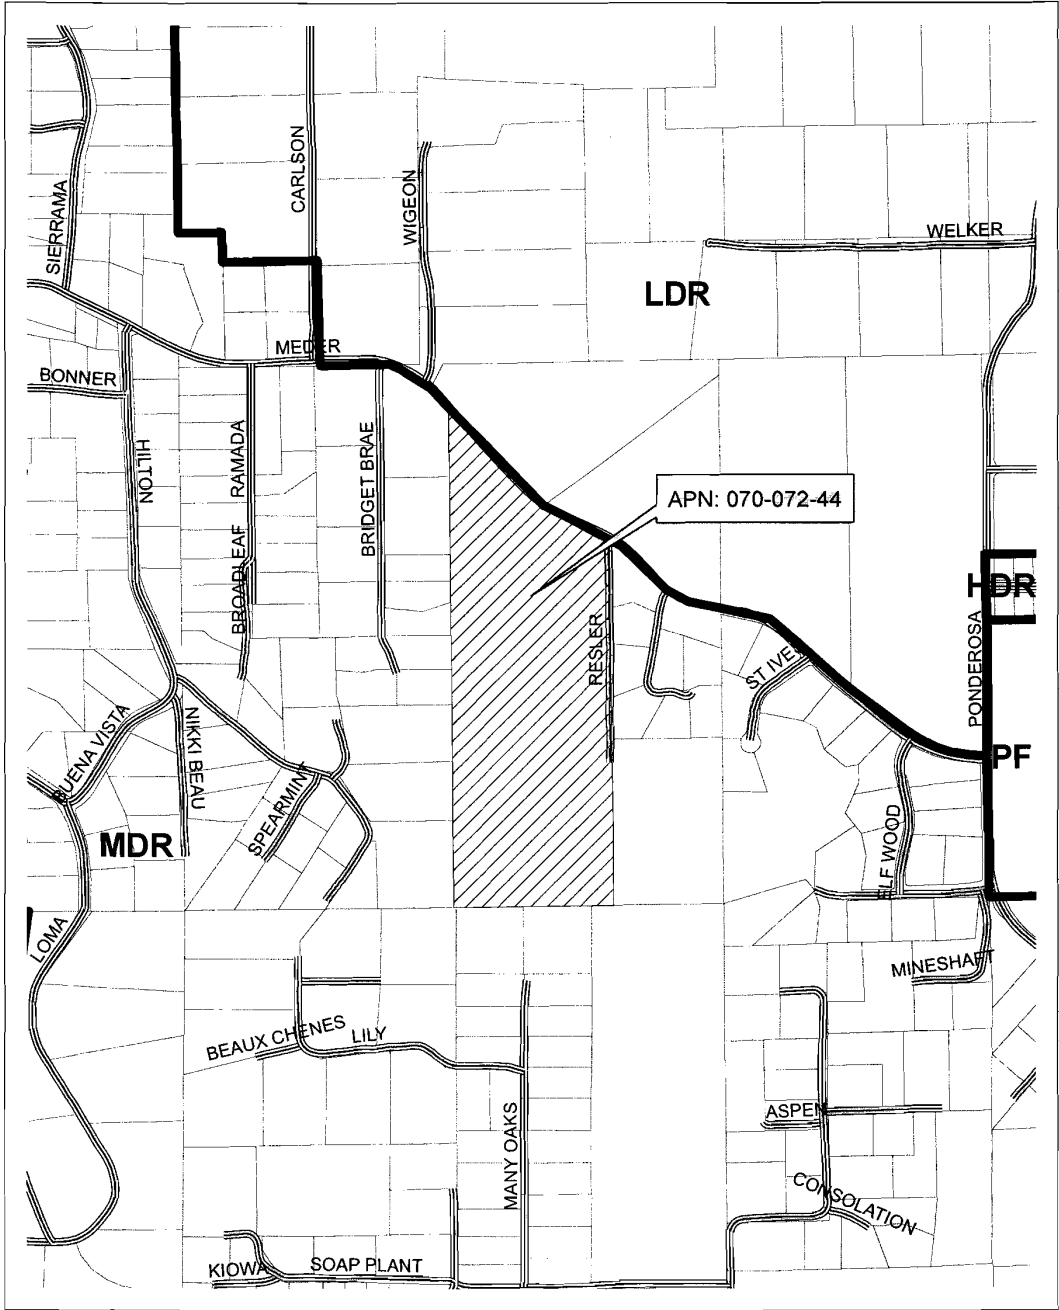 CARLSON
WIGEON
SIERRAMA
WELKER
LDR
MEDER
BONNER
HILTON
RAMADA
BROADLEAF
BRIDGET BRAE
APN: 070-072-44
HDR
RESLER
PONDEROSA
ST IVE
BUENA VISTA
NIKKI BEAU
SPEARMINT
PF
MDR
ELF WOOD
LOMA
MINESHAFT
BEAUX CHENES
LILY
MANY OAKS
ASPEN
CONSOLATION
KIOWA
SOAP PLANT